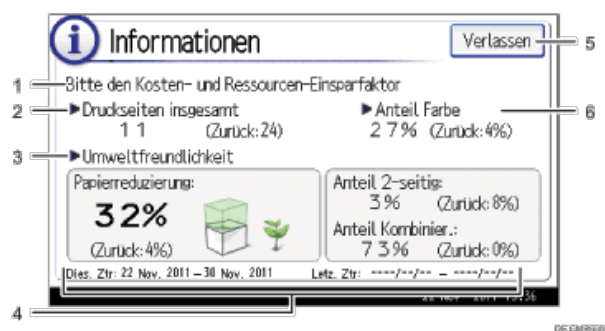 Informationen
Verlassen
5
1
Bitte den Kosten- und Ressourcen-Einsparfaktor
2
▶Druckseiten insgesamt
▶Anteil Farbe
6
11 (Zurück:24)
27% (Zurück:4%)
3
▶Umweltfreundlichkeit
Papierreduzierung:
32%
(Zurück:4%)
Anteil 2-seitig:
3% (Zurück:8%)
Anteil Kombinier.:
73% (Zurück:0%)
Dies. Ztr: 22 Nov. 2011–30 Nov. 2011
Letz. Ztr: ----/--/-- – ----/--/--
4